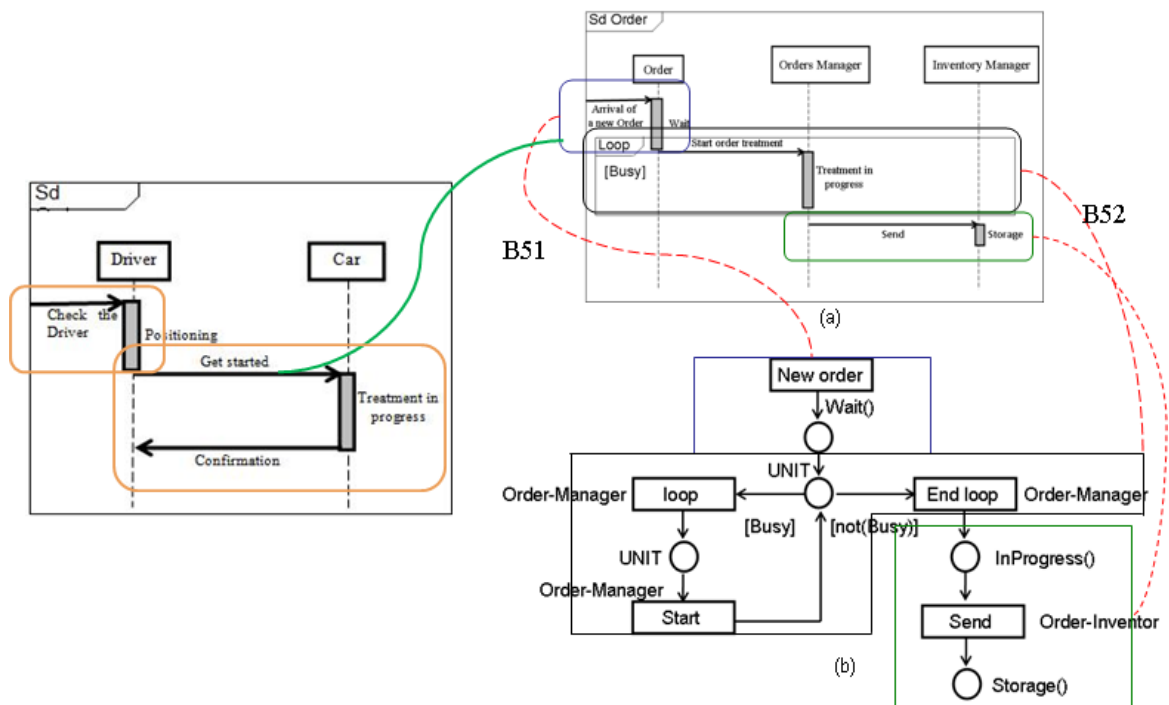 Sd
Driver
Car
Check the
Driver
Positioning
Get started
Treatment in
progress
Confirmation
Sd Order
Order
Orders Manager
Inventory Manager
Arrival of
a new Order
Wait
Loop
Start order treatment
[Busy]
Treatment in
progress
Send
Storage
B51
B52
(a)
New order
Wait()
UNIT
Order-Manager
loop
End loop
Order-Manager
[Busy]
[not(Busy)]
UNIT
InProgress()
Order-Manager
Start
Send
Order-Inventor
(b)
Storage()